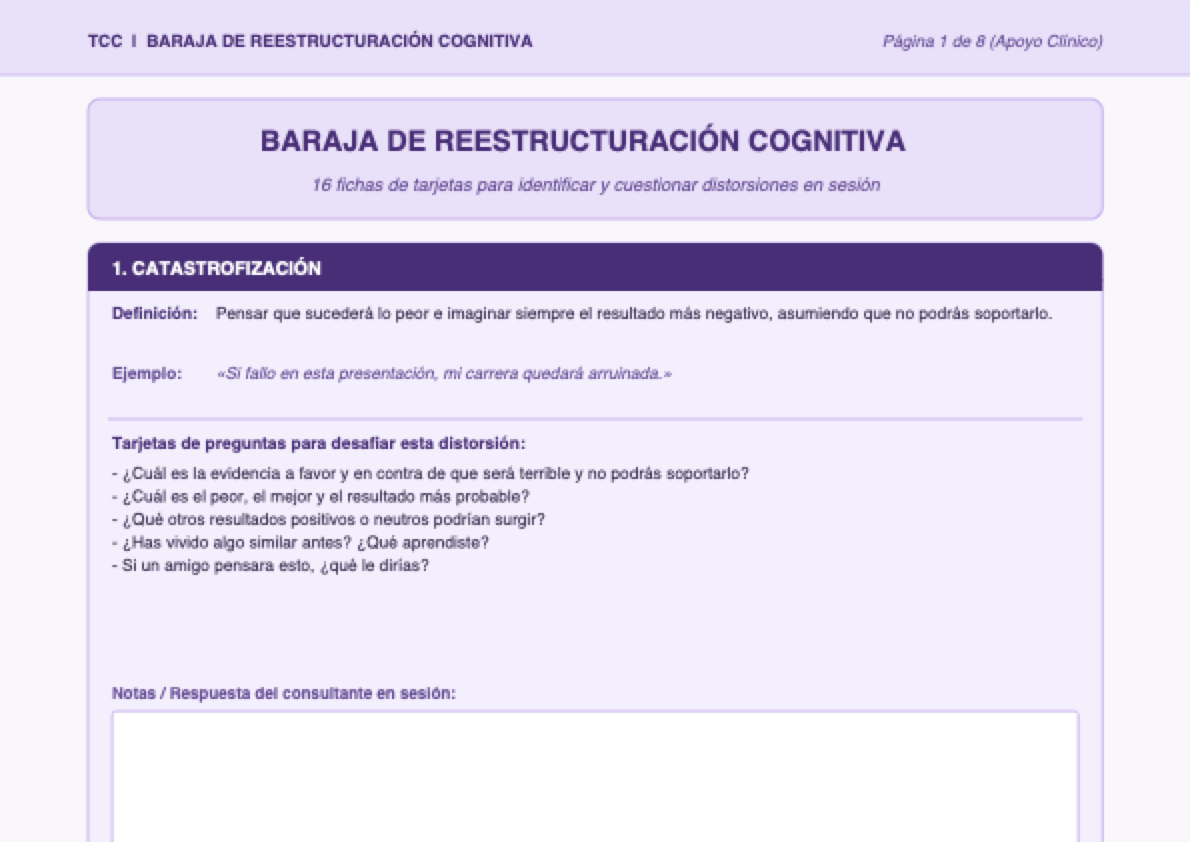 TCC | BARAJA DE REESTRUCTURACIÓN COGNITIVA
Página 1 de 8 (Apoyo Clínico)
BARAJA DE REESTRUCTURACIÓN COGNITIVA
16 fichas de tarjetas para identificar y cuestionar distorsiones en sesión
1. CATASTROFIZACIÓN
Definición: Pensar que sucederá lo peor e imaginar siempre el resultado más negativo, asumiendo que no podrás soportarlo.
Ejemplo: «Si fallo en esta presentación, mi carrera quedará arruinada.»
Tarjetas de preguntas para desafiar esta distorsión:
- ¿Cuál es la evidencia a favor y en contra de que será terrible y no podrás soportarlo?
- ¿Cuál es el peor, el mejor y el resultado más probable?
- ¿Qué otros resultados positivos o neutros podrían surgir?
- ¿Has vivido algo similar antes? ¿Qué aprendiste?
- Si un amigo pensara esto, ¿qué le dirías?
Notas / Respuesta del consultante en sesión: